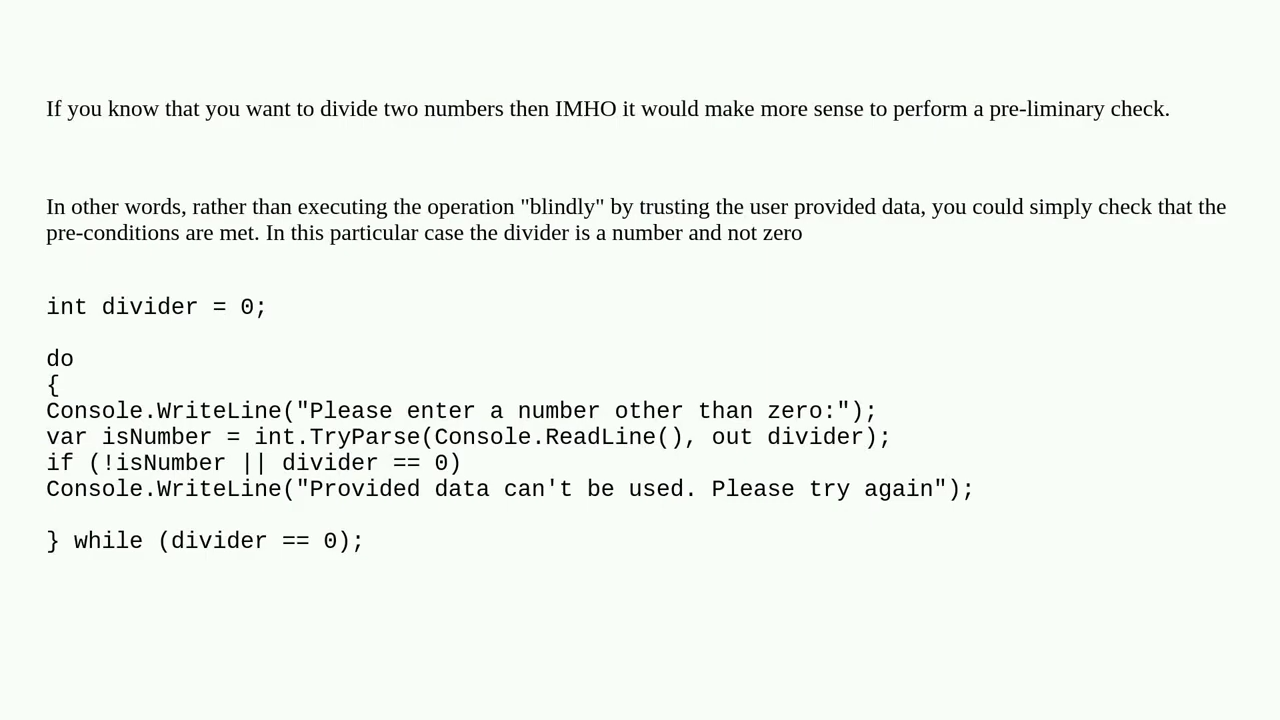 If you know that you want to divide two numbers then IMHO it would make more sense to perform a pre-liminary check.
In other words, rather than executing the operation "blindly" by trusting the user provided data, you could simply check that the
pre-conditions are met. In this particular case the divider is a number and not zero
int divider = 0;
do
{
Console.WriteLine("Please enter a number other than zero:");
var isNumber = int.TryParse(Console.ReadLine(), out divider);
if (!isNumber || divider == 0)
Console.WriteLine("Provided data can't be used. Please try again");
} while (divider == 0);